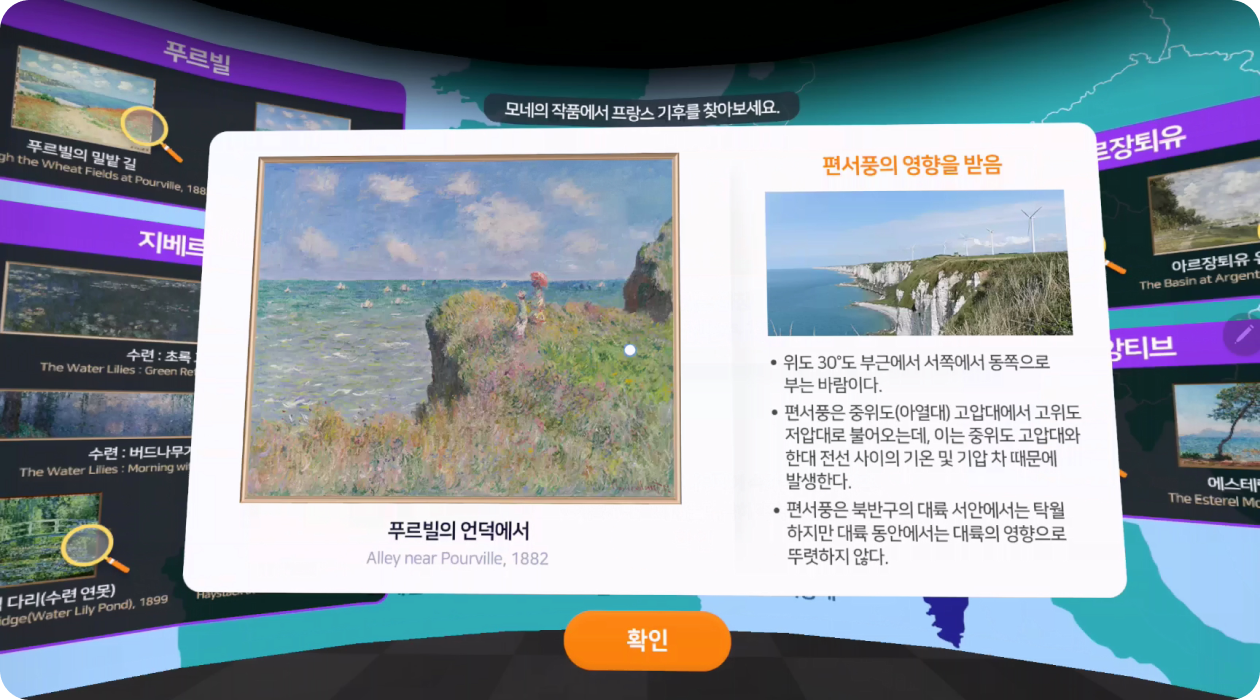 모네의 작품에서 프랑스 기후를 찾아보세요.
푸르빌
푸르빌의 밀밭 길
the Wheat Fields at Pourville, 188
지베르
수련 : 초록
The Water Lilies : Green Re
수련 : 버드나무
The Water Lilies : Morning wi
다리(수련 연못)
(Water Lily Pond), 1899
푸르빌의 언덕에서
Alley near Pourville, 1882
편서풍의 영향을 받음
• 위도 30°도 부근에서 서쪽에서 동쪽으로
부는 바람이다.
• 편서풍은 중위도(아열대) 고압대에서 고위도
저압대로 불어오는데, 이는 중위도 고압대와
한대 전선 사이의 기온 및 기압 차 때문에
발생한다.
• 편서풍은 북반구의 대륙 서안에서는 탁월
하지만 대륙 동안에서는 대륙의 영향으로
뚜렷하지 않다.
르장퇴유
아르장퇴유
The Basin at Argent
앙티브
에스테
The Esterel Mo
확인